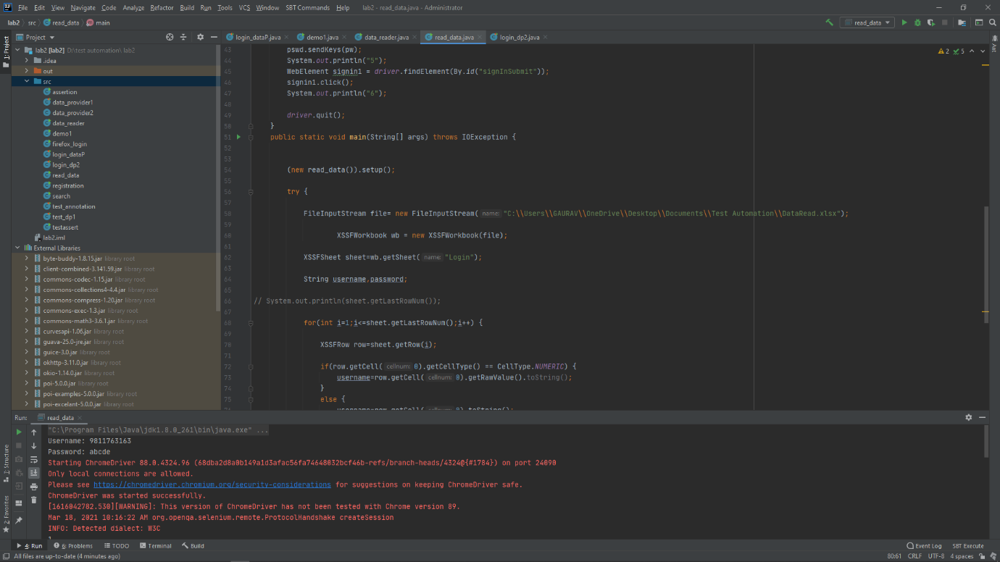 File Edit View Navigate Code Analyze Refactor Build Run Tools VCS Window SBT Commands Help lab2 - read_data.java - Administrator
lab2 src read_data main read_data
Project
login_dataP.java demo1.java data_reader.java read_data.java login_dp2.java
1: Project
Ant
lab2 [lab2] D:\test automation\ lab2
.idea
out
src
assertion
data_provider1
data_provider2
data_reader
demo1
firefox_login
login_dataP
login_dp2
read_data
registration
search
test_annotation
test_dp1
testassert
lab2.iml
External Libraries
byte-buddy-1.8.15.jar library root
client-combined-3.141.59.jar library root
commons-codec-1.15.jar library root
commons-collections4-4.4.jar library root
commons-compress-1.20.jar library root
commons-exec-1.3.jar library root
commons-math3-3.6.1.jar library root
curvesapi-1.06.jar library root
guava-25.0-jre.jar library root
guice-3.0.jar library root
okhttp-3.11.0.jar library root
okio-1.14.0.jar library root
poi-5.0.0.jar library root
poi-examples-5.0.0.jar library root
poi-excelant-5.0.0.jar library root
2 5
43 pswd.sendKeys(pw);
44 System.out.println("5");
45 WebElement signin1 = driver.findElement(By.id("signInSubmit"));
46 signin1.click();
47 System.out.println("6");
48
49 driver.quit();
50 }
51 public static void main(String[] args) throws IOException {
52
53
54 (new read_data()).setup();
55
56 try {
57
58 FileInputStream file= new FileInputStream( name: "C:\\Users\\GAURAV\\OneDrive\\Desktop\\Documents\\Test Automation\\DataRead.xlsx");
59
60 XSSFWorkbook wb = new XSSFWorkbook(file);
61
62 XSSFSheet sheet=wb.getSheet( name: "Login");
63
64 String username,password;
65
66 // System.out.println(sheet.getLastRowNum());
67
68 for(int i=1;i<=sheet.getLastRowNum();i++) {
69
70 XSSFRow row=sheet.getRow(i);
71
72 if(row.getCell( cellnum: 0).getCellType() == CellType.NUMERIC) {
73 username=row.getCell( cellnum: 0).getRawValue().toString();
74 }
75 else {
Run: read_data
"C:\Program Files\Java\jdk1.8.0_261\bin\java.exe" ...
Username: 9811763163
Password: abcde
Starting ChromeDriver 88.0.4324.96 (68dba2d8a0b149a1d3afac56fa74648032bcf46b-refs/branch-heads/4324@{#1784}) on port 24090
Only local connections are allowed.
Please see https://chromedriver.chromium.org/security-considerations for suggestions on keeping ChromeDriver safe.
ChromeDriver was started successfully.
[1616042782.530][WARNING]: This version of ChromeDriver has not been tested with Chrome version 89.
Mar 18, 2021 10:16:22 AM org.openqa.selenium.remote.ProtocolHandshake createSession
INFO: Detected dialect: W3C
7: Structure
2: Favorites
4: Run 6: Problems TODO Terminal Build Event Log SBT Execute
All files are up-to-date (4 minutes ago) 80:61 CRLF UTF-8 4 spaces